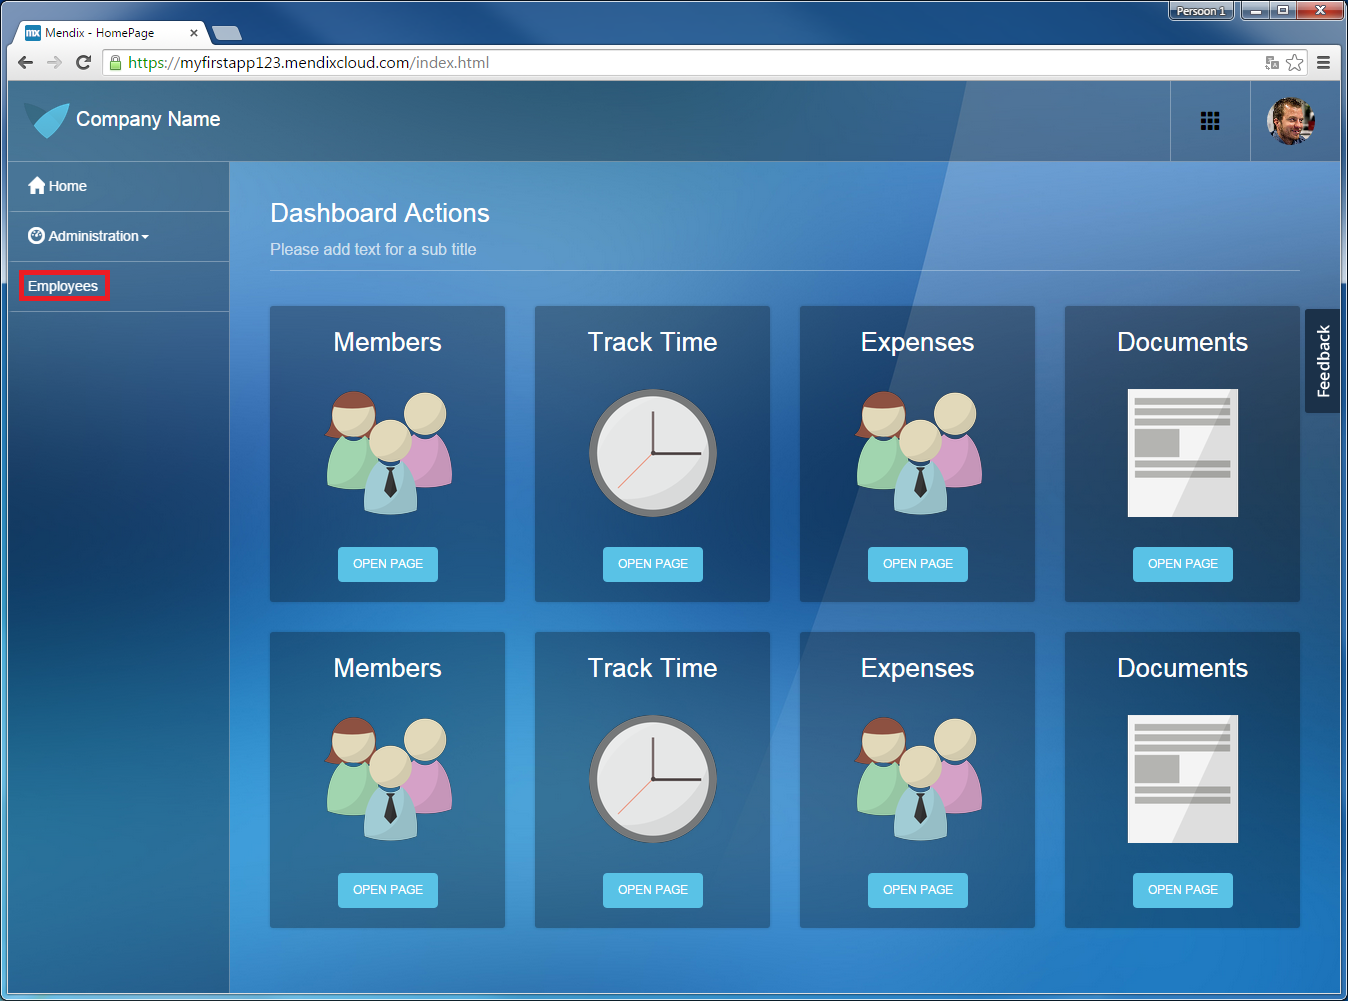 Persoon 1
mx Mendix - HomePage
https://myfirstapp123.mendixcloud.com/index.html
Company Name
Home
Administration
Employees
Dashboard Actions
Please add text for a sub title
Members Track Time Expenses Documents
OPEN PAGE OPEN PAGE OPEN PAGE OPEN PAGE
Members Track Time Expenses Documents
OPEN PAGE OPEN PAGE OPEN PAGE OPEN PAGE
Feedback